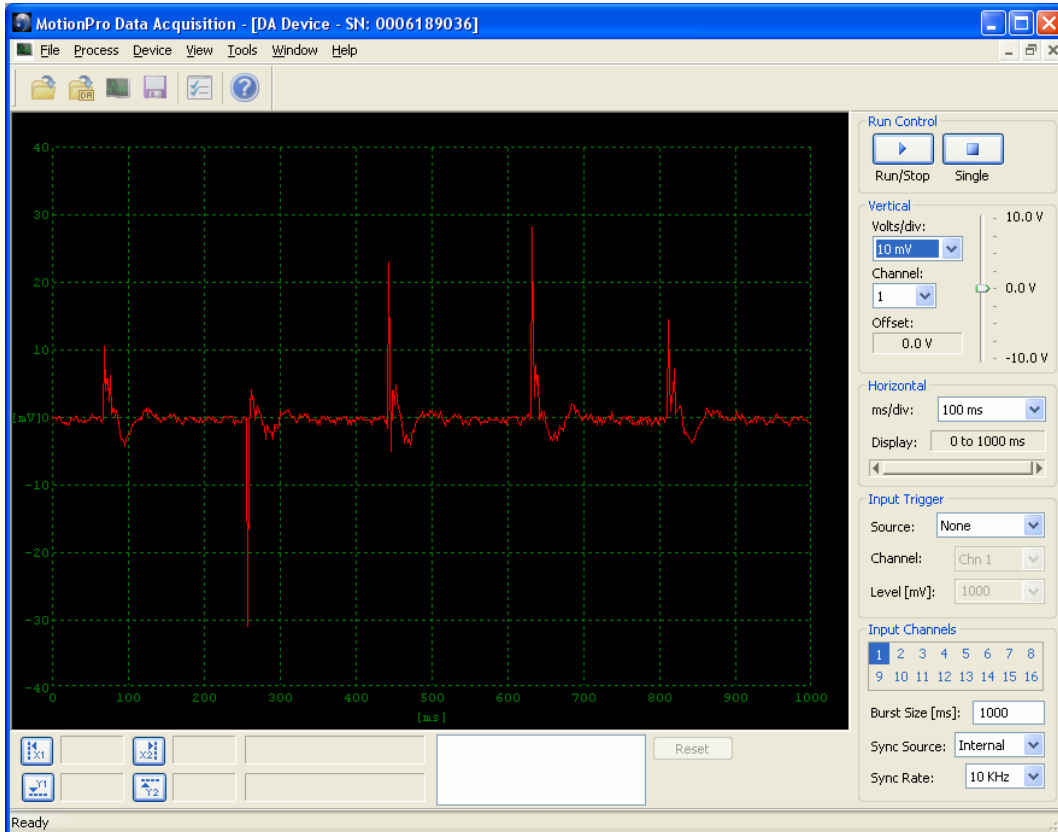 MotionPro Data Acquisition - [DA Device - SN: 0006189036]
File Process Device View Tools Window Help
DA
40
30
20
10
[mV]0
-10
-20
-30
-40
0 100 200 300 400 500 600 700 800 900 1000
[ms]
Run Control
Run/Stop Single
Vertical
Volts/div:
10 mV
Channel:
1
Offset:
0.0 V
10.0 V
0.0 V
-10.0 V
Horizontal
ms/div: 100 ms
Display: 0 to 1000 ms
Input Trigger
Source: None
Channel: Chn 1
Level [mV]: 1000
Input Channels
1 2 3 4 5 6 7 8
9 10 11 12 13 14 15 16
Burst Size [ms]: 1000
Sync Source: Internal
Sync Rate: 10 KHz
X1 X2 Reset
Y1 Y2
Ready